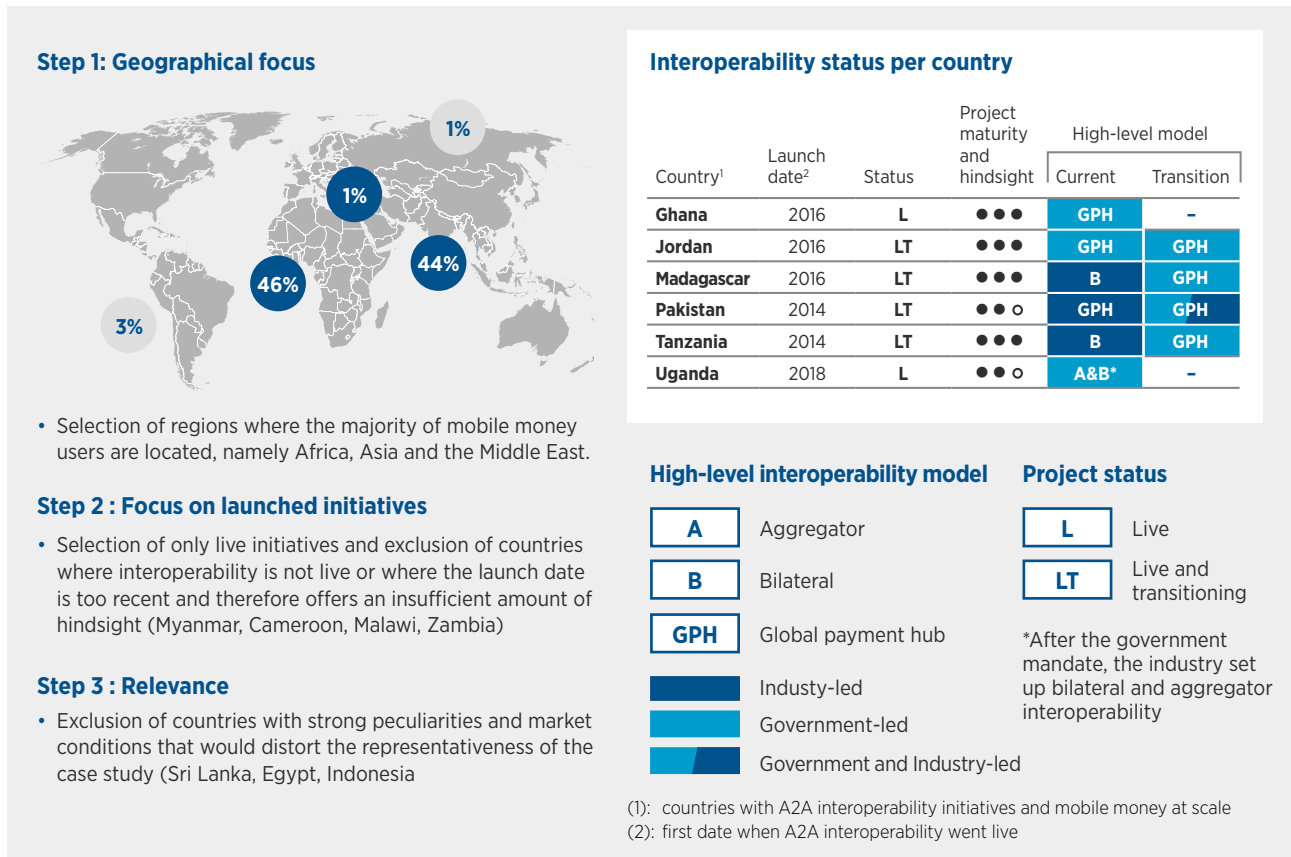 Step 1: Geographical focus
1%
1%
44%
46%
3%
• Selection of regions where the majority of mobile money
users are located, namely Africa, Asia and the Middle East.
Step 2 : Focus on launched initiatives
• Selection of only live initiatives and exclusion of countries
where interoperability is not live or where the launch date
is too recent and therefore offers an insufficient amount of
hindsight (Myanmar, Cameroon, Malawi, Zambia)
Step 3 : Relevance
• Exclusion of countries with strong peculiarities and market
conditions that would distort the representativeness of the
case study (Sri Lanka, Egypt, Indonesia
Interoperability status per country
Country¹ Launch date² Status Project maturity and hindsight High-level model
Current Transition
Ghana 2016 L ●●● GPH –
Jordan 2016 LT ●●● GPH GPH
Madagascar 2016 LT ●●● B GPH
Pakistan 2014 LT ●●○ GPH GPH
Tanzania 2014 LT ●●● B GPH
Uganda 2018 L ●●○ A&B* –
High-level interoperability model
A Aggregator
B Bilateral
GPH Global payment hub
Industy-led
Government-led
Government and Industry-led
Project status
L Live
LT Live and
transitioning
*After the government
mandate, the industry set
up bilateral and aggregator
interoperability
(1): countries with A2A interoperability initiatives and mobile money at scale
(2): first date when A2A interoperability went live